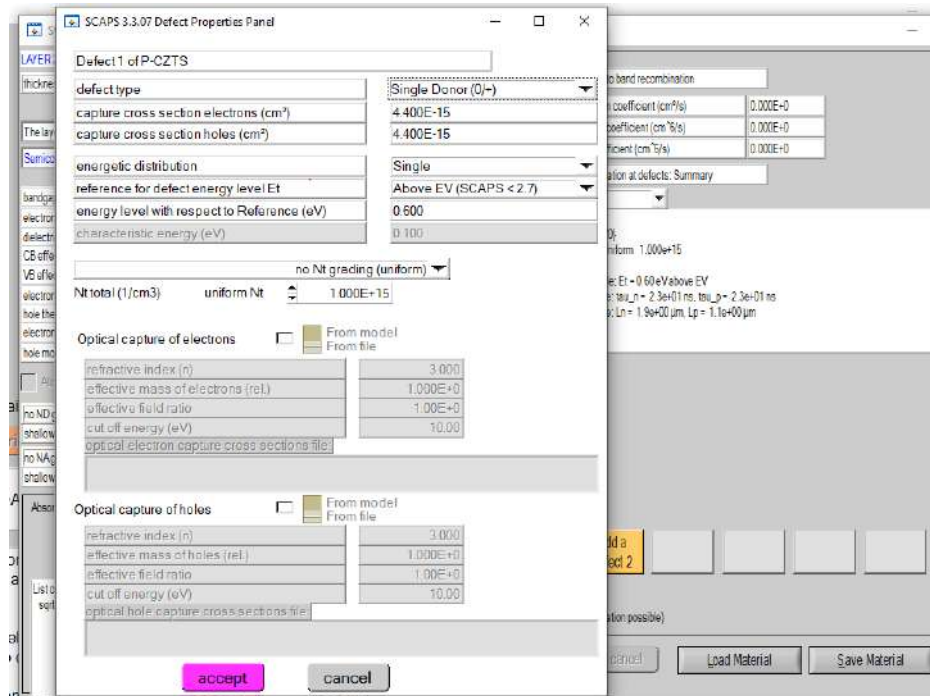 SCAPS 3.3.07 Defect Properties Panel
Defect 1 of P-CZTS
defect type Single Donor (0/+)
capture cross section electrons (cm²) 4.400E-15
capture cross section holes (cm²) 4.400E-15
energetic distribution Single
reference for defect energy level Et Above EV (SCAPS < 2.7)
energy level with respect to Reference (eV) 0.600
characteristic energy (eV) 0.100
no Nt grading (uniform)
Nt total (1/cm3) uniform Nt 1.000E+15
Optical capture of electrons From model
From file
refractive index (n) 3.000
effective mass of electrons (rel.) 1.000E+0
effective field ratio 1.00E+0
cut off energy (eV) 10.00
optical electron capture cross sections file:
Optical capture of holes From model
From file
refractive index (n) 3.000
effective mass of holes (rel.) 1.000E+0
effective field ratio 1.00E+0
cut off energy (eV) 10.00
optical hole capture cross sections file:
accept cancel
LAYER
thickne
The lay
Semico
bandga
electron
dielectri
CB effe
VB effe
electron
hole the
electron
hole mo
no ND g
shallow
no NA g
shallow
Absor
List o
sqrt
to band recombination
coefficient (cm³/s) 0.000E+0
coefficient (cm^6/s) 0.000E+0
fficient (cm^6/s) 0.000E+0
ation at defects: Summary
niform 1.000e+15
e: Et = 0.60 eV above EV
e: tau_n = 2.3e+01 ns, tau_p = 2.3e+01 ns
e: Ln = 1.9e+00 µm, Lp = 1.1e+00 µm
dd a
ect 2
ation possible)
cancel Load Material Save Material